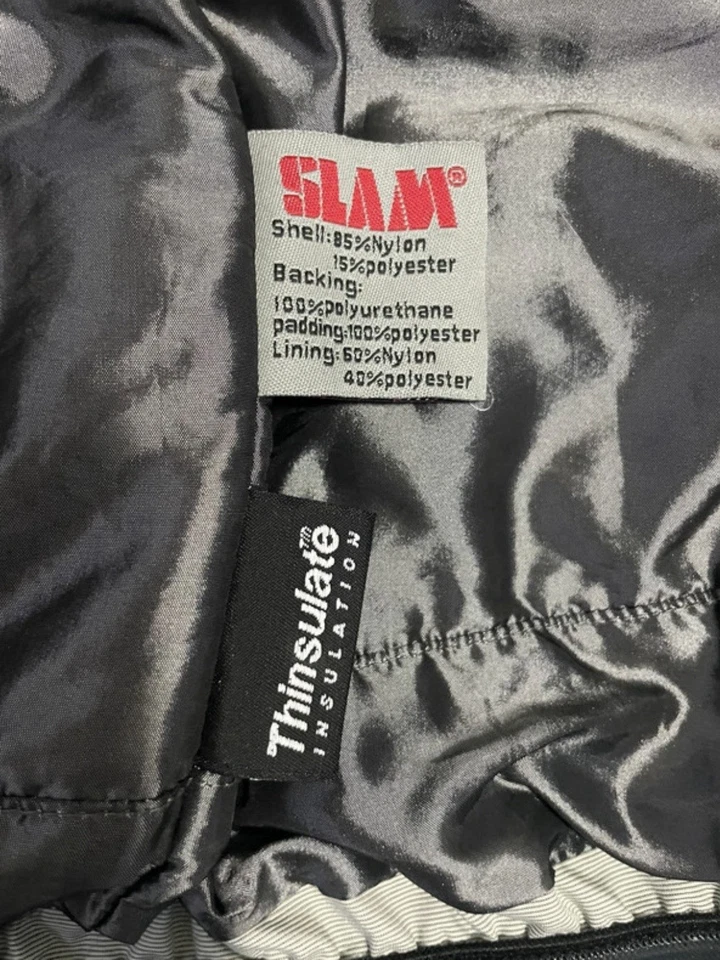 SLAM®
Shell:85%Nylon
15%polyester
Backing:
100%polyurethane
padding:100%polyester
Lining:60%Nylon
40%polyester
Thinsulate™
INSULATION